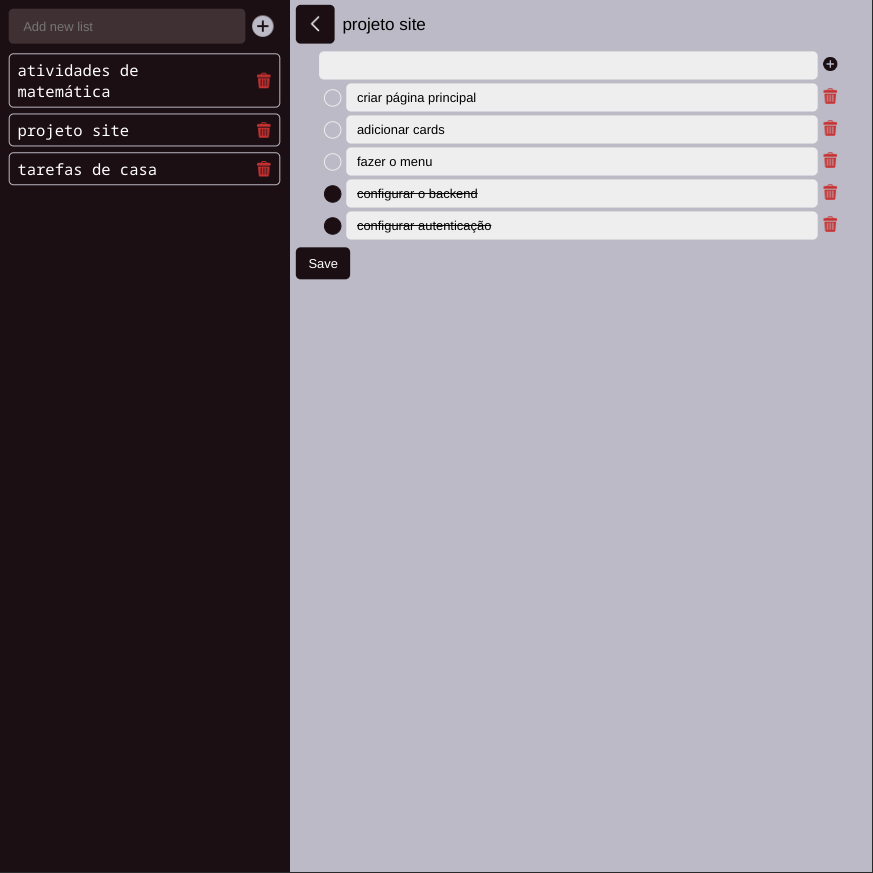 Add new list
atividades de
matemática
projeto site
tarefas de casa
projeto site
criar página principal
adicionar cards
fazer o menu
configurar o backend
configurar autenticação
Save